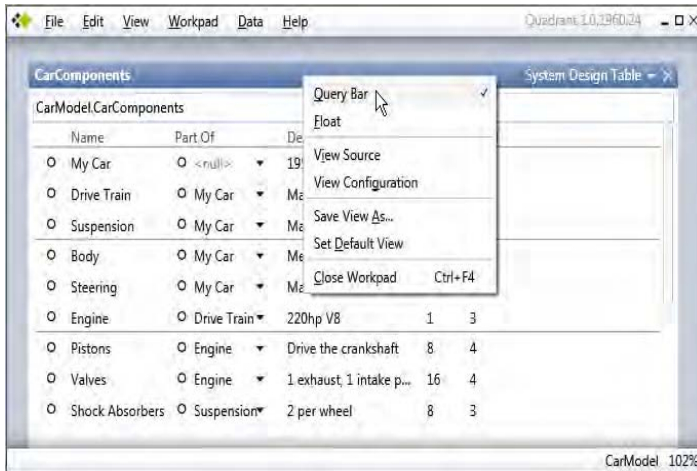 File Edit View Workpad Data Help Quadrant 1.0.1960.24
CarComponents System Design Table
CarModel.CarComponents
Name Part Of De
My Car <null> 19
Drive Train My Car Ma
Suspension My Car Ma
Body My Car Me
Steering My Car Ma
Engine Drive Train 220hp V8 1 3
Pistons Engine Drive the crankshaft 8 4
Valves Engine 1 exhaust, 1 intake p... 16 4
Shock Absorbers Suspension 2 per wheel 8 3
Query Bar
Float
View Source
View Configuration
Save View As...
Set Default View
Close Workpad Ctrl+F4
CarModel 102%